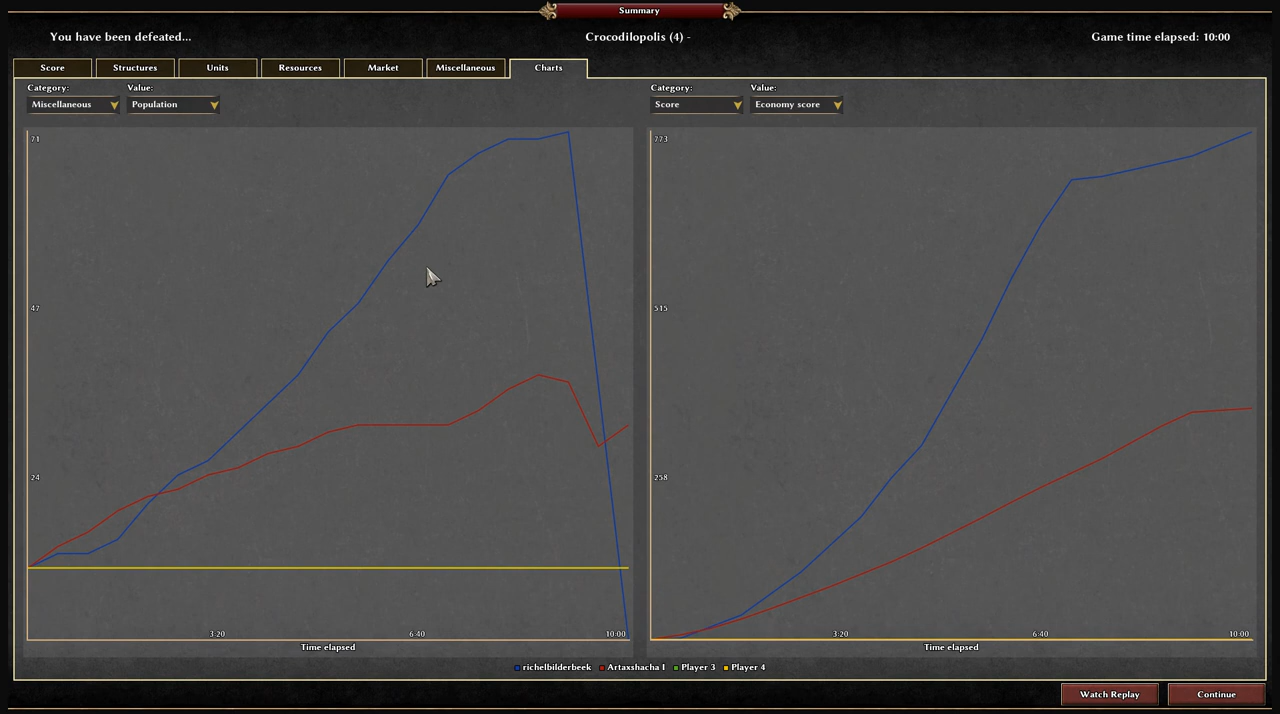 Summary
You have been defeated...
Crocodilopolis (4) -
Game time elapsed: 10:00
Score
Structures
Units
Resources
Market
Miscellaneous
Charts
Category:
Value:
Miscellaneous
Population
Category:
Value:
Score
Economy score
71
47
24
3:20
6:40
10:00
Time elapsed
773
515
258
3:20
6:40
10:00
Time elapsed
richelbilderbeek
Artaxshacha I
Player 3
Player 4
Watch Replay
Continue